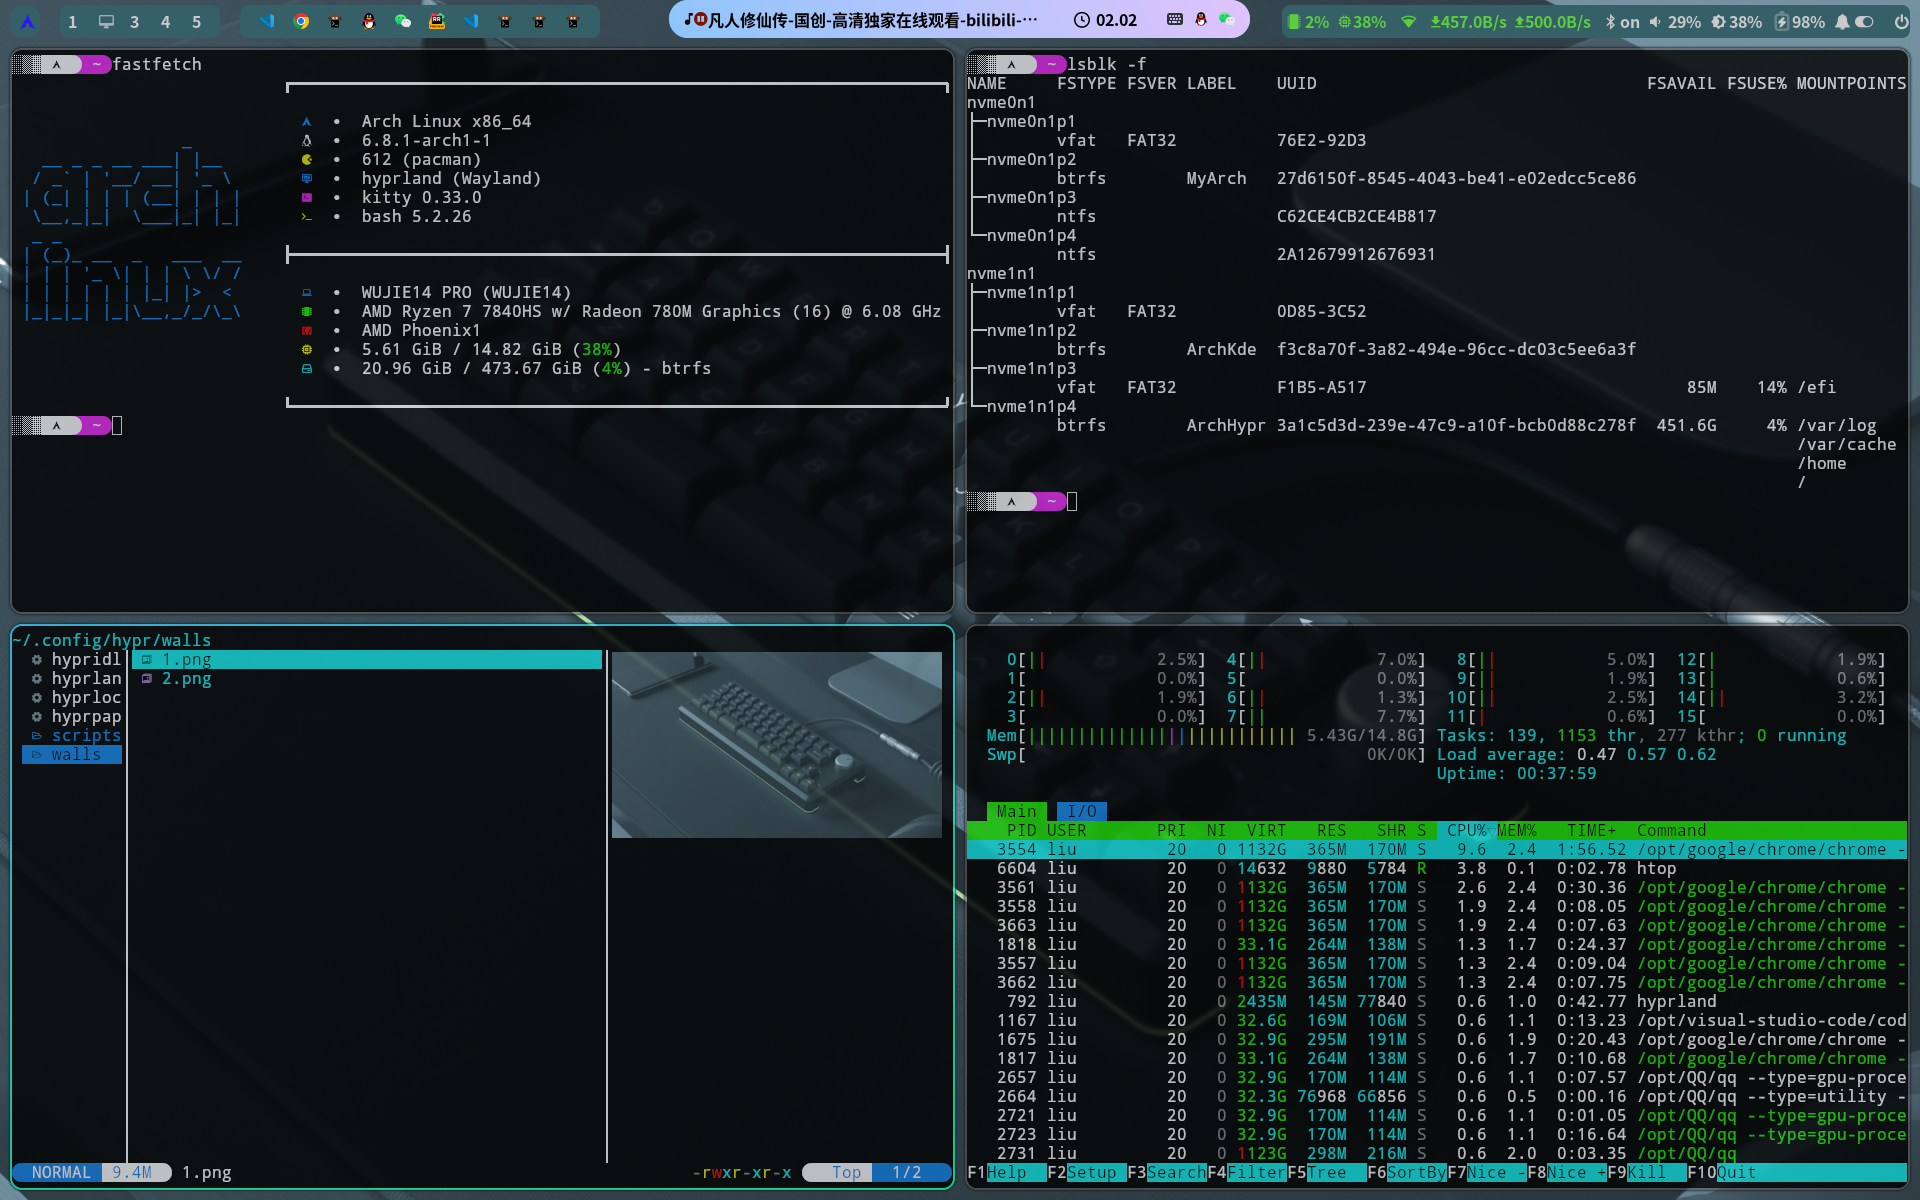 1 3 4 5
凡人修仙传-国创-高清独家在线观看-bilibili-···
02.02
2% 38% 457.0B/s 500.0B/s on 29% 38% 98%
~ fastfetch
Arch Linux x86_64
6.8.1-arch1-1
612 (pacman)
hyprland (Wayland)
kitty 0.33.0
bash 5.2.26
WUJIE14 PRO (WUJIE14)
AMD Ryzen 7 7840HS w/ Radeon 780M Graphics (16) @ 6.08 GHz
AMD Phoenix1
5.61 GiB / 14.82 GiB (38%)
20.96 GiB / 473.67 GiB (4%) - btrfs
~
~ lsblk -f
NAME FSTYPE FSVER LABEL UUID FSAVAIL FSUSE% MOUNTPOINTS
nvme0n1
├─nvme0n1p1
vfat FAT32 76E2-92D3
├─nvme0n1p2
btrfs MyArch 27d6150f-8545-4043-be41-e02edcc5ce86
├─nvme0n1p3
ntfs C62CE4CB2CE4B817
└─nvme0n1p4
ntfs 2A12679912676931
nvme1n1
├─nvme1n1p1
vfat FAT32 0D85-3C52
├─nvme1n1p2
btrfs ArchKde f3c8a70f-3a82-494e-96cc-dc03c5ee6a3f
├─nvme1n1p3
vfat FAT32 F1B5-A517 85M 14% /efi
└─nvme1n1p4
btrfs ArchHypr 3a1c5d3d-239e-47c9-a10f-bcb0d88c278f 451.6G 4% /var/log
/var/cache
/home
/
~
~/.config/hypr/walls
hypridl 1.png
hyprlan 2.png
hyprloc
hyprpap
scripts
walls
NORMAL 9.4M 1.png -rwxr-xr-x Top 1/2
0[|| 2.5%] 4[|| 7.0%] 8[|| 5.0%] 12[| 1.9%]
1[ 0.0%] 5[ 0.0%] 9[|| 1.9%] 13[| 0.6%]
2[|| 1.9%] 6[|| 1.3%] 10[|| 2.5%] 14[|| 3.2%]
3[ 0.0%] 7[|| 7.7%] 11[| 0.6%] 15[ 0.0%]
Mem[||||||||||||||||||||||||||| 5.43G/14.8G] Tasks: 139, 1153 thr, 277 kthr; 0 running
Swp[ 0K/0K] Load average: 0.47 0.57 0.62
Uptime: 00:37:59
Main I/O
PID USER PRI NI VIRT RES SHR S CPU%▽MEM% TIME+ Command
3554 liu 20 0 1132G 365M 170M S 9.6 2.4 1:56.52 /opt/google/chrome/chrome -
6604 liu 20 0 14632 9880 5784 R 3.8 0.1 0:02.78 htop
3561 liu 20 0 1132G 365M 170M S 2.6 2.4 0:30.36 /opt/google/chrome/chrome -
3558 liu 20 0 1132G 365M 170M S 1.9 2.4 0:08.05 /opt/google/chrome/chrome -
3663 liu 20 0 1132G 365M 170M S 1.9 2.4 0:07.63 /opt/google/chrome/chrome -
1818 liu 20 0 33.1G 264M 138M S 1.3 1.7 0:24.37 /opt/google/chrome/chrome -
3557 liu 20 0 1132G 365M 170M S 1.3 2.4 0:09.04 /opt/google/chrome/chrome -
3662 liu 20 0 1132G 365M 170M S 1.3 2.4 0:07.75 /opt/google/chrome/chrome -
792 liu 20 0 2435M 145M 77840 S 0.6 1.0 0:42.77 hyprland
1167 liu 20 0 32.6G 169M 106M S 0.6 1.1 0:13.23 /opt/visual-studio-code/cod
1675 liu 20 0 32.9G 295M 191M S 0.6 1.9 0:20.43 /opt/google/chrome/chrome -
1817 liu 20 0 33.1G 264M 138M S 0.6 1.7 0:10.68 /opt/google/chrome/chrome -
2657 liu 20 0 32.9G 170M 114M S 0.6 1.1 0:07.57 /opt/QQ/qq --type=gpu-proce
2664 liu 20 0 32.3G 76968 66856 S 0.6 0.5 0:00.16 /opt/QQ/qq --type=utility -
2721 liu 20 0 32.9G 170M 114M S 0.6 1.1 0:01.05 /opt/QQ/qq --type=gpu-proce
2723 liu 20 0 32.9G 170M 114M S 0.6 1.1 0:16.64 /opt/QQ/qq --type=gpu-proce
2731 liu 20 0 1123G 298M 216M S 0.6 2.0 0:03.35 /opt/QQ/qq
F1Help F2Setup F3SearchF4FilterF5Tree F6SortByF7Nice -F8Nice +F9Kill F10Quit